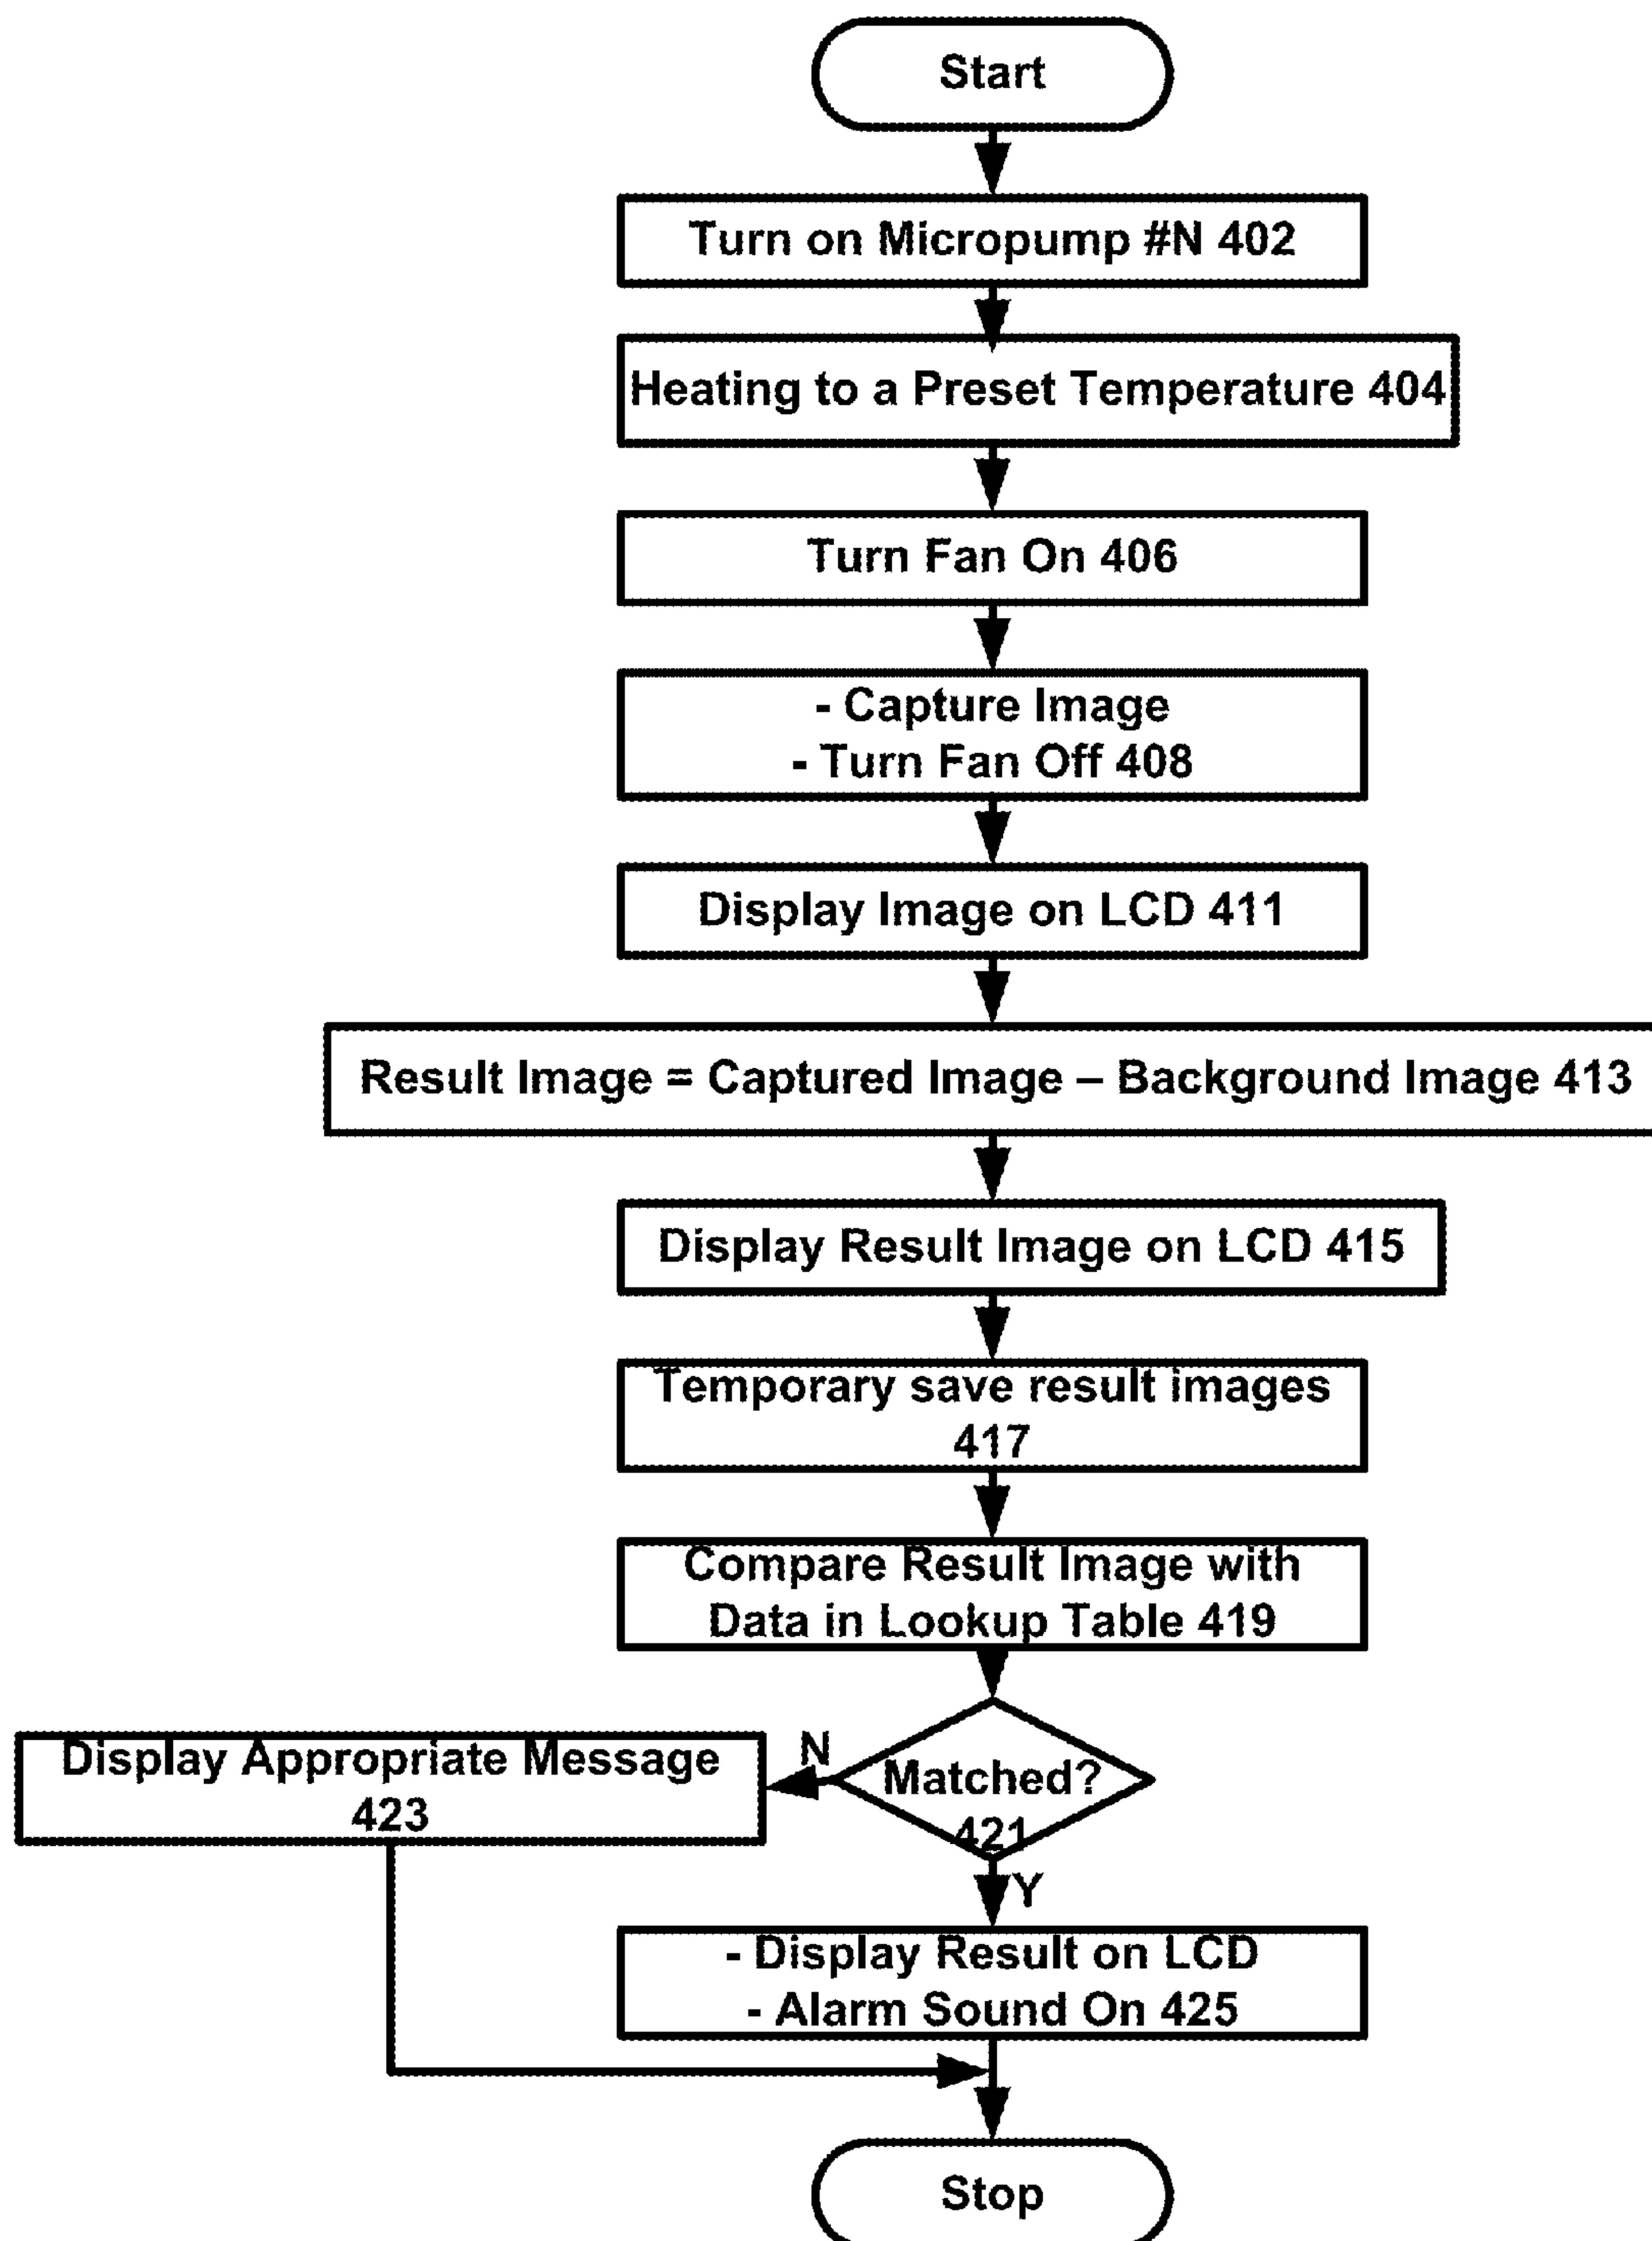 Start
Turn on Micropump #N 402
Heating to a Preset Temperature 404
Turn Fan On 406
- Capture Image
- Turn Fan Off 408
Display Image on LCD 411
Result Image = Captured Image – Background Image 413
Display Result Image on LCD 415
Temporary save result images
417
Compare Result Image with
Data in Lookup Table 419
Matched?
421
N
Display Appropriate Message
423
Y
- Display Result on LCD
- Alarm Sound On 425
Stop